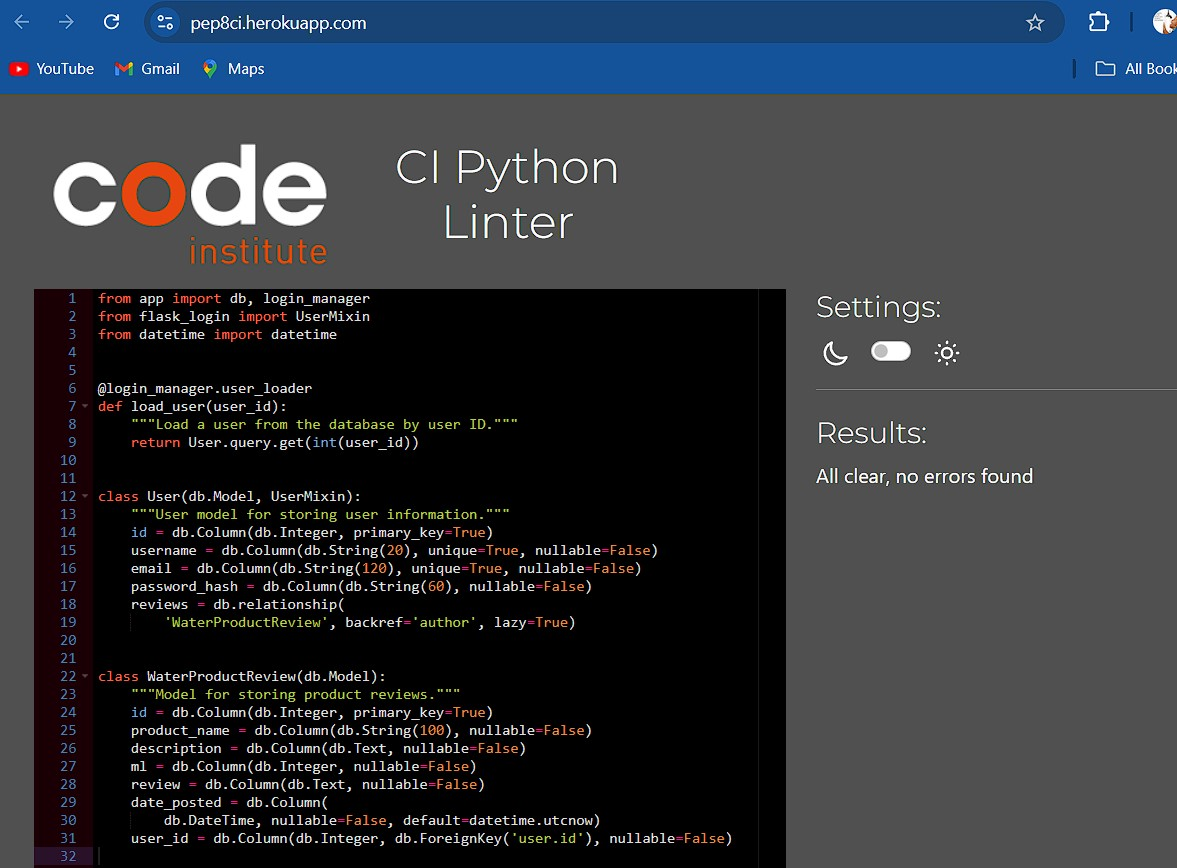 pep8ci.herokuapp.com
YouTube
Gmail
Maps
All Book
code
institute
CI Python
Linter
1 from app import db, login_manager
2 from flask_login import UserMixin
3 from datetime import datetime
4
5
6 @login_manager.user_loader
7 def load_user(user_id):
8     """Load a user from the database by user ID."""
9     return User.query.get(int(user_id))
10
11
12 class User(db.Model, UserMixin):
13     """User model for storing user information."""
14     id = db.Column(db.Integer, primary_key=True)
15     username = db.Column(db.String(20), unique=True, nullable=False)
16     email = db.Column(db.String(120), unique=True, nullable=False)
17     password_hash = db.Column(db.String(60), nullable=False)
18     reviews = db.relationship(
19         'WaterProductReview', backref='author', lazy=True)
20
21
22 class WaterProductReview(db.Model):
23     """Model for storing product reviews."""
24     id = db.Column(db.Integer, primary_key=True)
25     product_name = db.Column(db.String(100), nullable=False)
26     description = db.Column(db.Text, nullable=False)
27     ml = db.Column(db.Integer, nullable=False)
28     review = db.Column(db.Text, nullable=False)
29     date_posted = db.Column(
30         db.DateTime, nullable=False, default=datetime.utcnow)
31     user_id = db.Column(db.Integer, db.ForeignKey('user.id'), nullable=False)
32
Settings:
Results:
All clear, no errors found